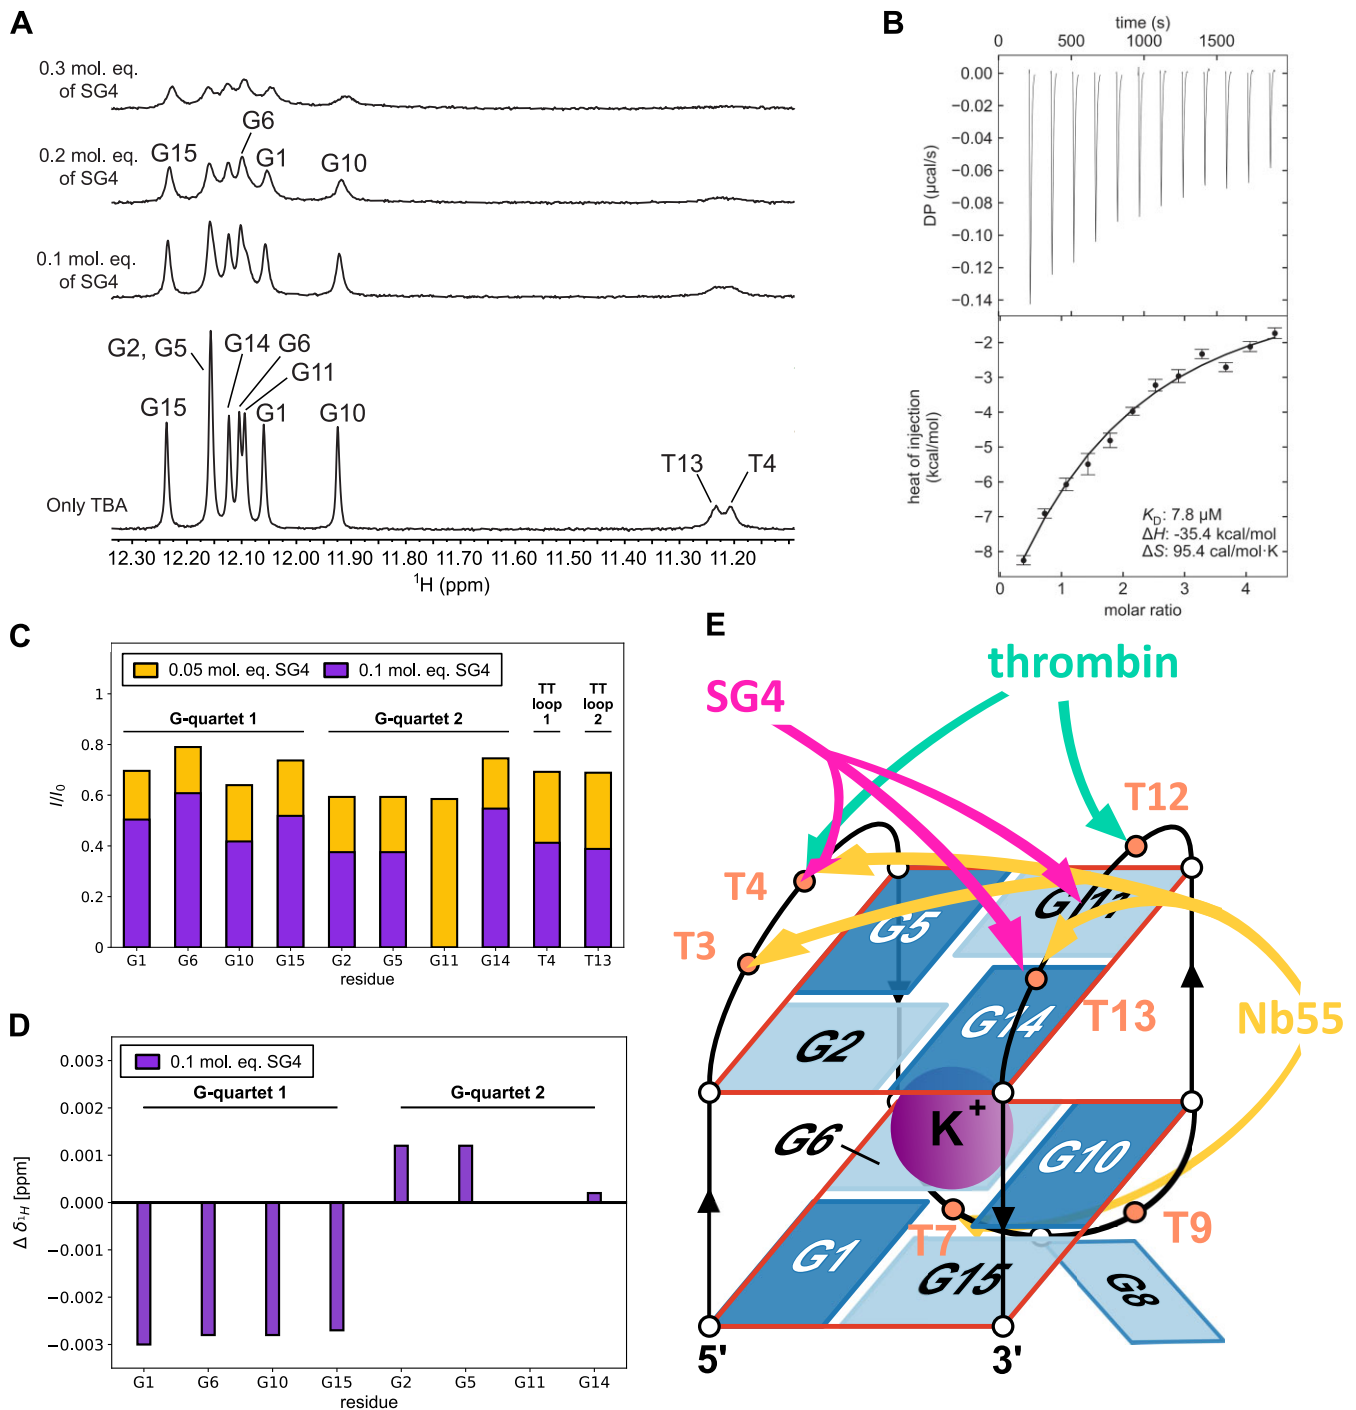 A
0.3 mol. eq.
of SG4
0.2 mol. eq.
of SG4
G15
G6
G1
G10
0.1 mol. eq.
of SG4
G2, G5
G14
G6
G11
G15
G1
G10
T13
T4
Only TBA
12.30 12.20 12.10 12.00 11.90 11.80 11.70 11.60 11.50 11.40 11.30 11.20
¹H (ppm)
B
time (s)
0 500 1000 1500
0.00
−0.02
−0.04
−0.06
−0.08
−0.10
−0.12
−0.14
DP (µcal/s)
−2
−3
−4
−5
−6
−7
−8
heat of injection
(kcal/mol)
K_D: 7.8 µM
ΔH: -35.4 kcal/mol
ΔS: 95.4 cal/mol·K
0 1 2 3 4
molar ratio
C
0.05 mol. eq. SG4
0.1 mol. eq. SG4
G-quartet 1
G-quartet 2
TT
loop
1
TT
loop
2
1
0.8
0.6
0.4
0.2
0
I/I₀
G1 G6 G10 G15 G2 G5 G11 G14 T4 T13
residue
D
0.1 mol. eq. SG4
G-quartet 1
G-quartet 2
0.003
0.002
0.001
0.000
−0.001
−0.002
−0.003
Δ δ¹H [ppm]
G1 G6 G10 G15 G2 G5 G11 G14
residue
E
thrombin
SG4
T12
T4
T3
G5
G11
G2
G14
T13
Nb55
K⁺
G6
G10
G1
T7
G15
T9
G8
5'
3'